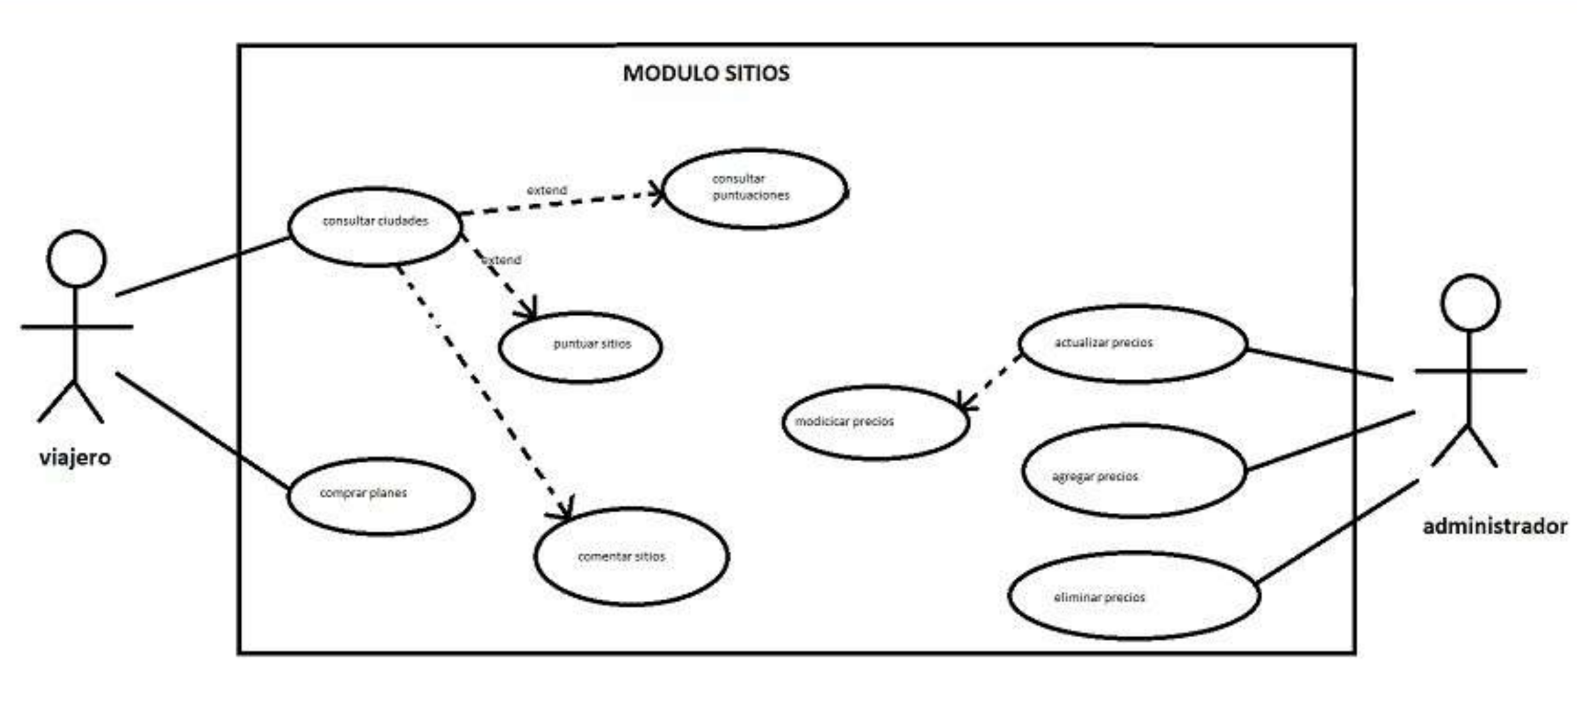 MODULO SITIOS
consultar
puntuaciones
extend
consultar ciudades
extend
puntuar sitios
actualizar precios
modicicar precios
viajero
agregar precios
comprar planes
administrador
comentar sitios
eliminar precios